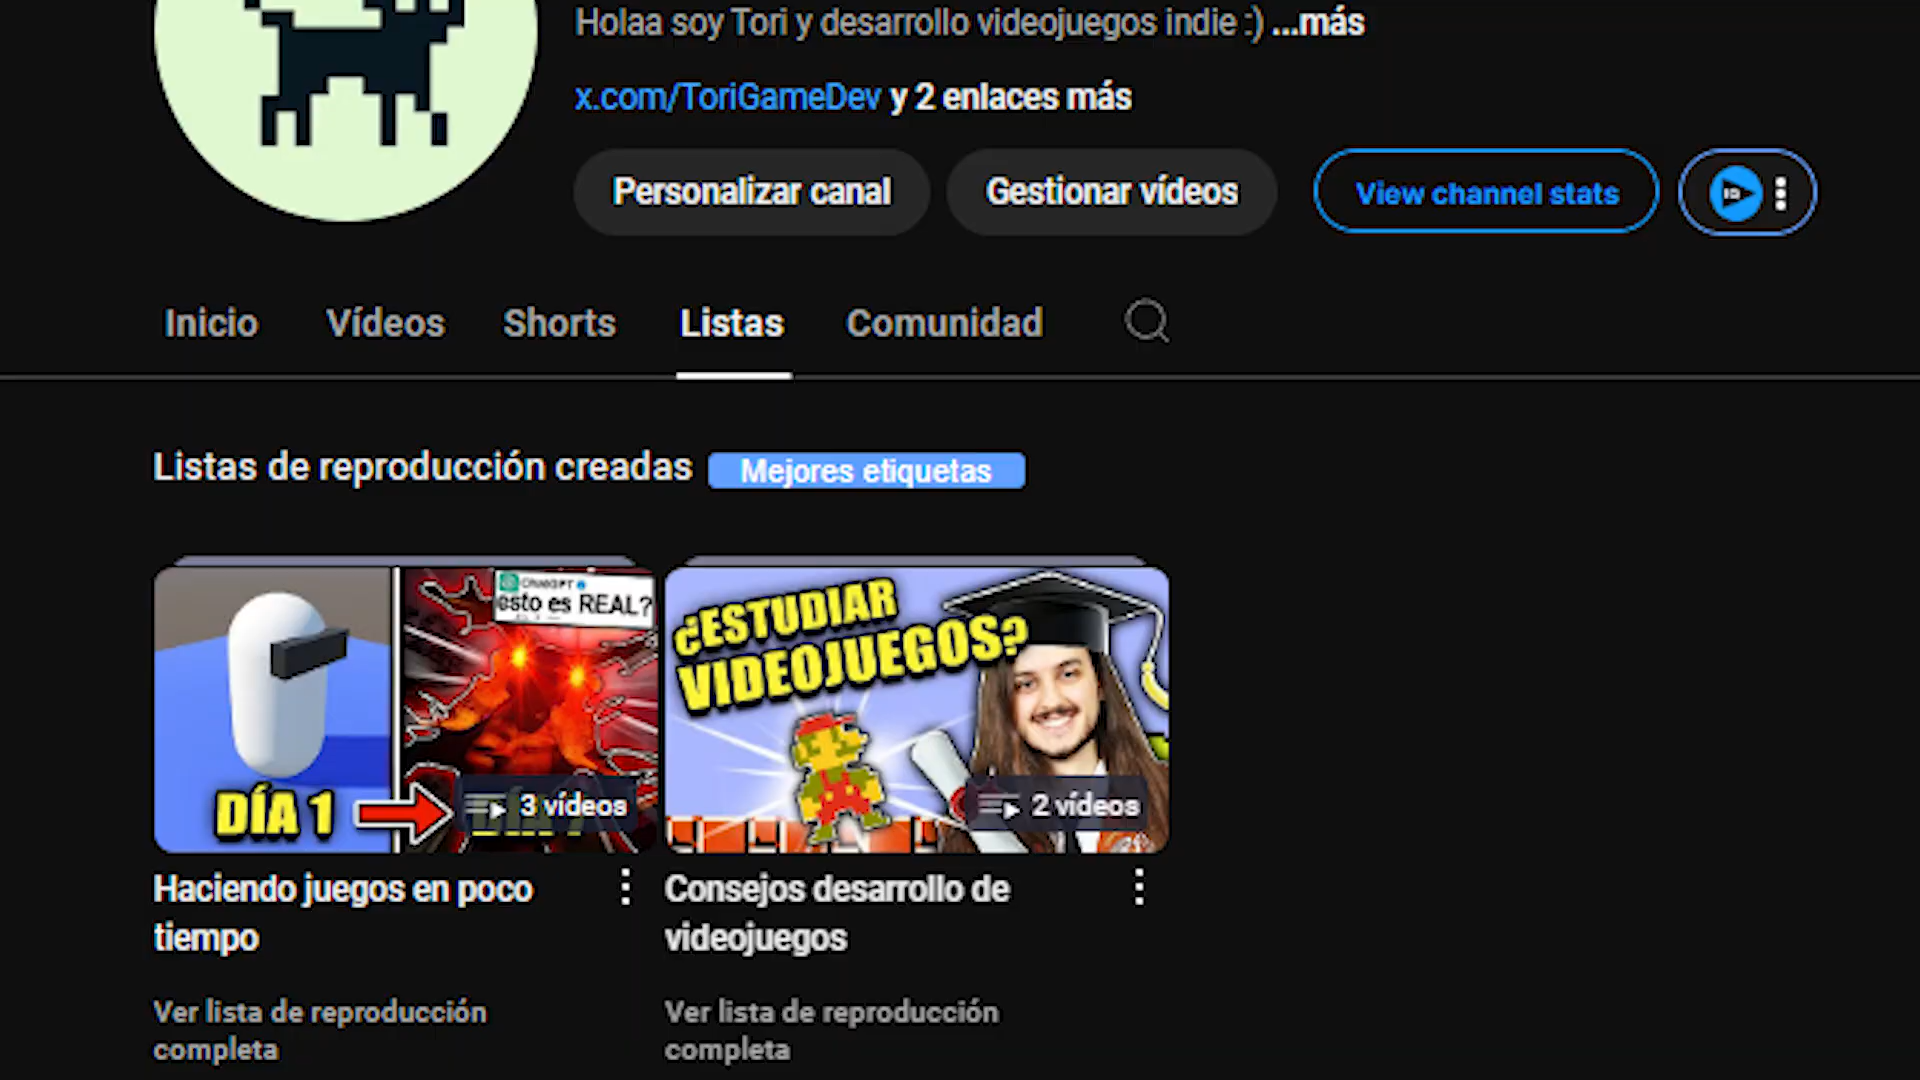 Holaa soy Tori y desarrollo videojuegos indie :) ...más
x.com/ToriGameDev y 2 enlaces más
Personalizar canal
Gestionar vídeos
View channel stats
Inicio
Vídeos
Shorts
Listas
Comunidad
Listas de reproducción creadas
Mejores etiquetas
ChatGPT
esto es REAL?
DÍA 1
3 vídeos
¿ESTUDIAR
VIDEOJUEGOS?
2 vídeos
Haciendo juegos en poco
tiempo
Consejos desarrollo de
videojuegos
Ver lista de reproducción
completa
Ver lista de reproducción
completa